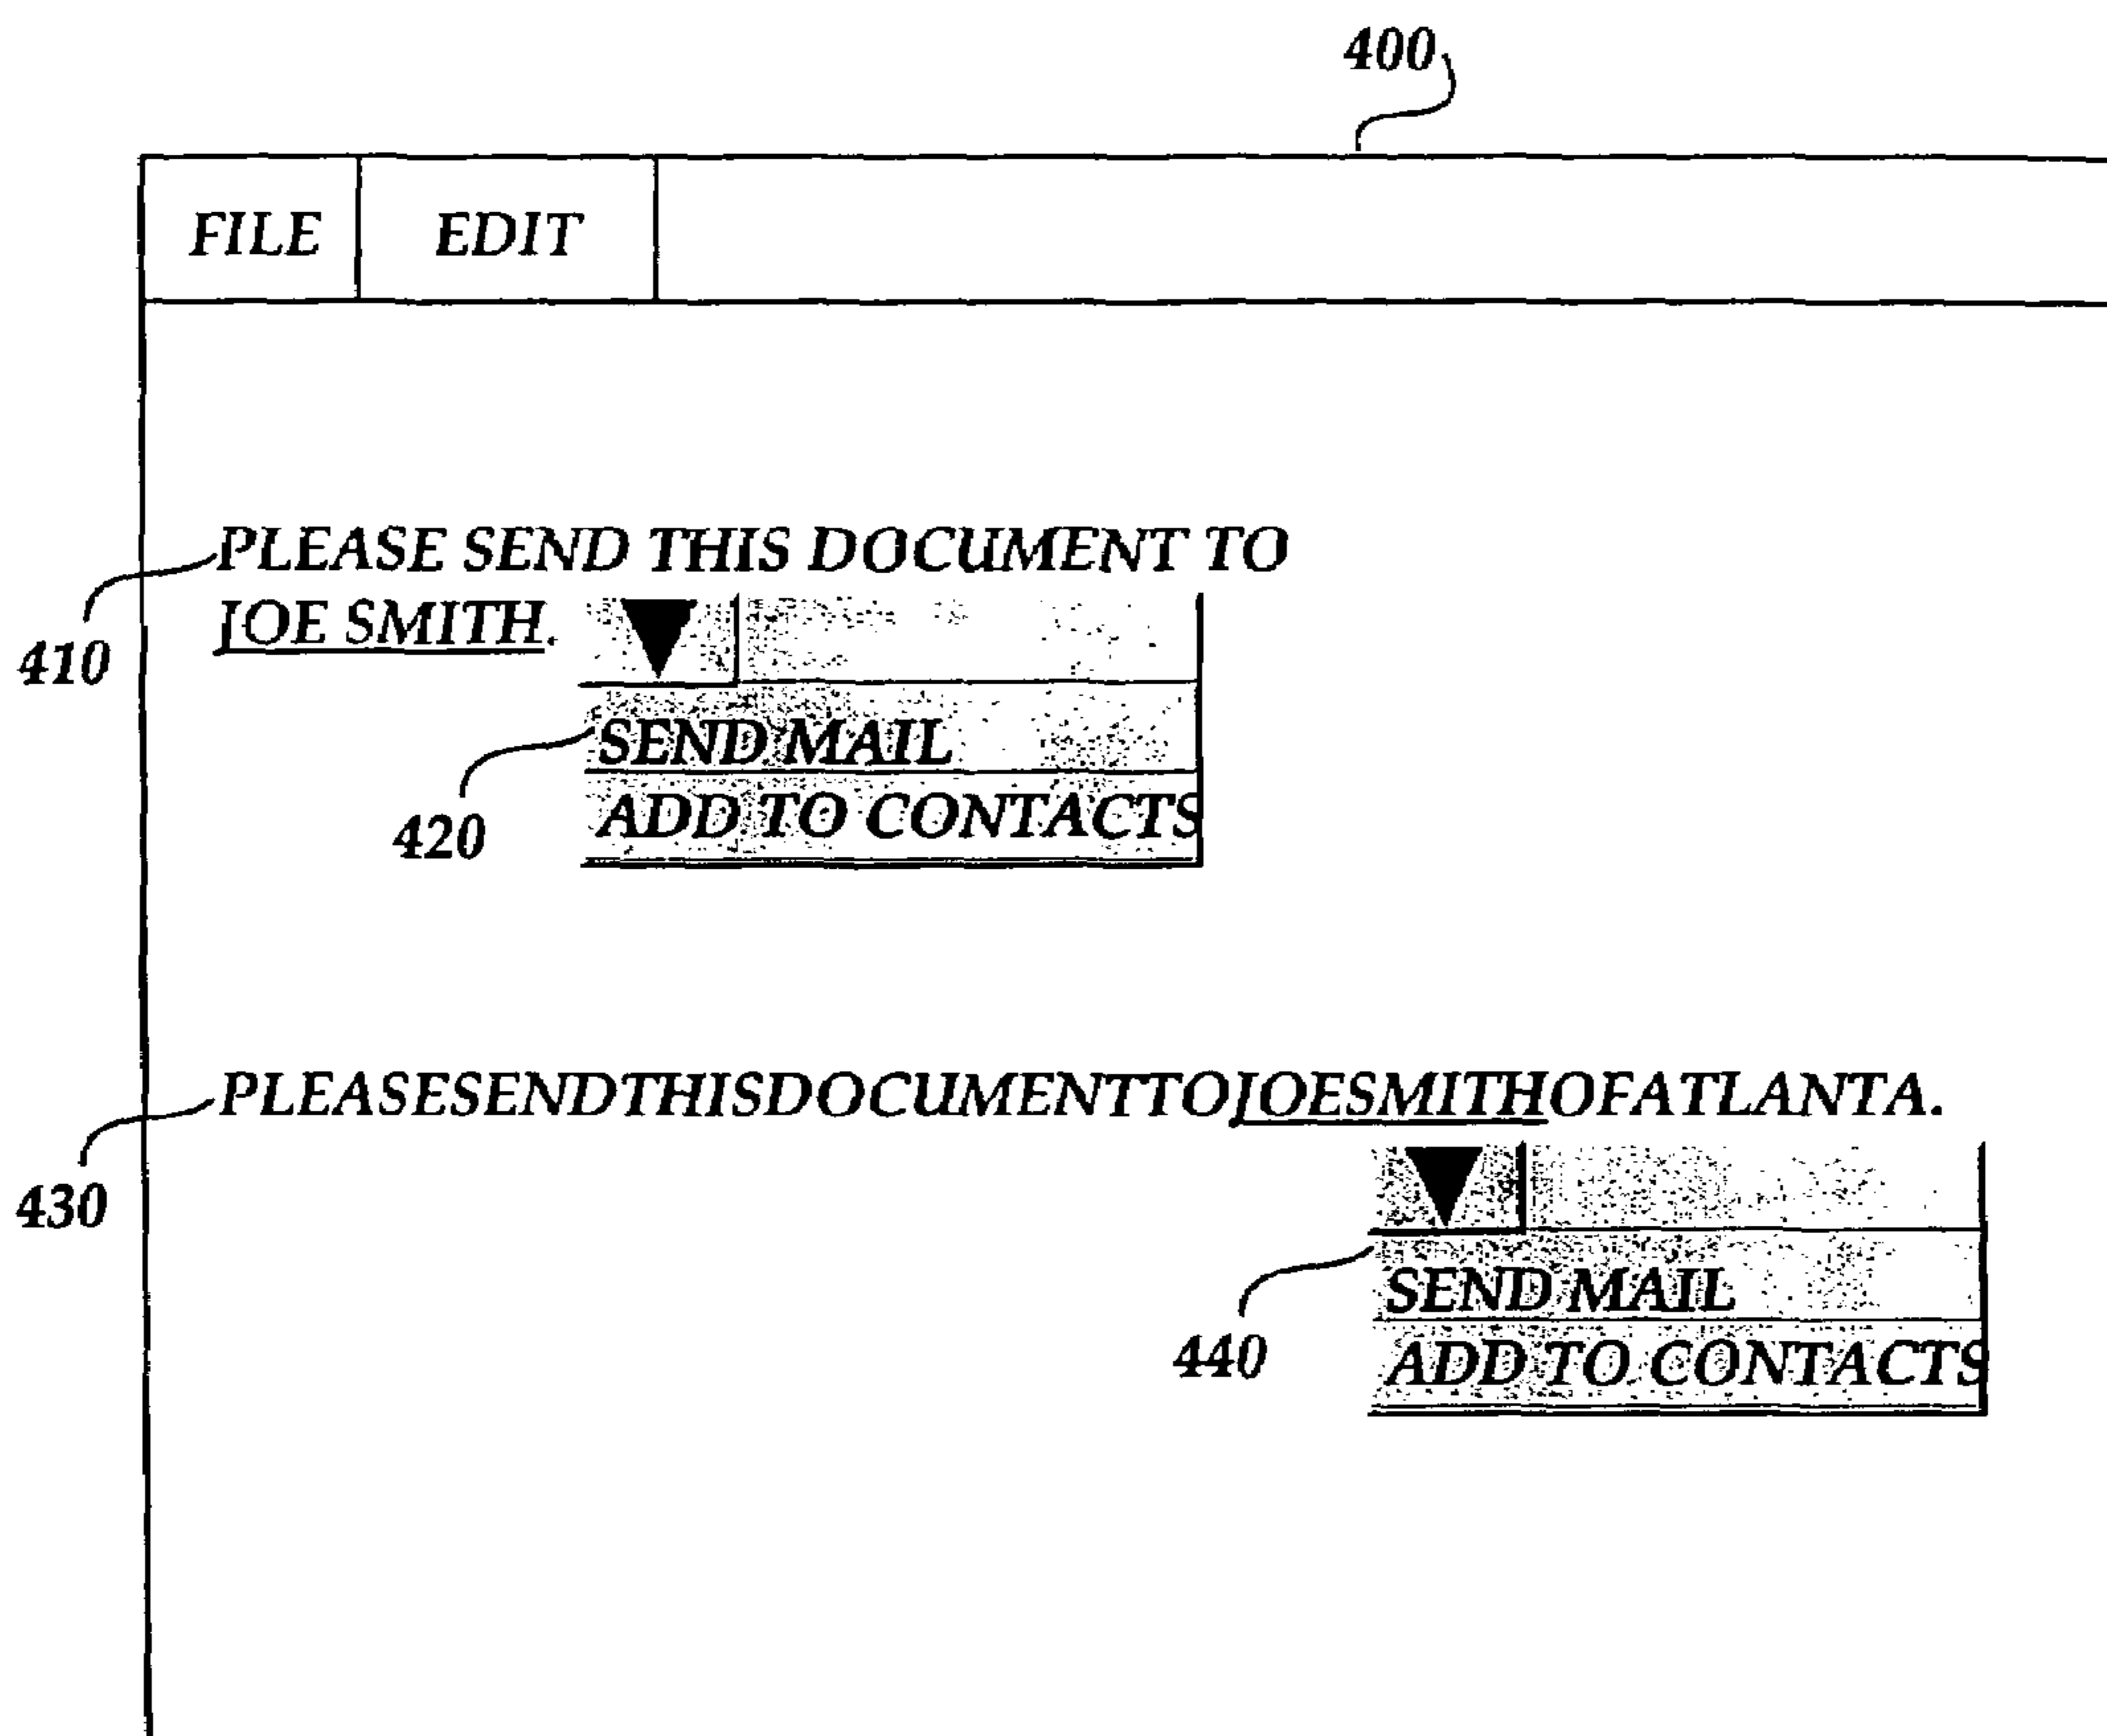 400
FILE EDIT
PLEASE SEND THIS DOCUMENT TO
JOE SMITH.
410
SEND MAIL
420
ADD TO CONTACTS
PLEASESENDTHISDOCUMENTTOJOESMITHOFATLANTA.
430
SEND MAIL
440
ADD TO CONTACTS